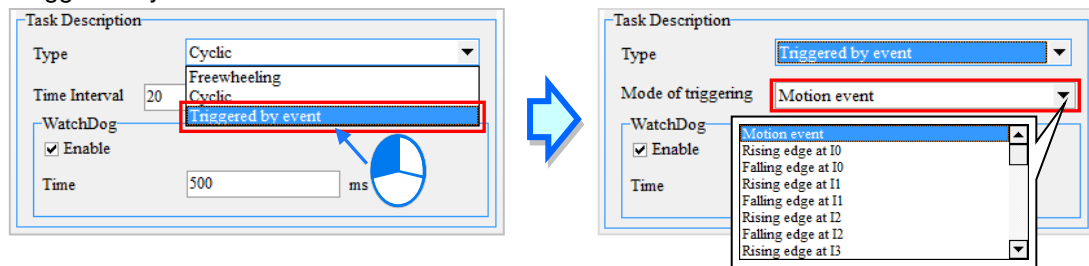 Task Description
Type Cyclic
Freewheeling
Time Interval 20 Cyclic
Triggered by event
WatchDog
Enable
Time 500 ms
Task Description
Type Triggered by event
Mode of triggering Motion event
WatchDog
Enable
Time
Motion event
Rising edge at I0
Falling edge at I0
Rising edge at I1
Falling edge at I1
Rising edge at I2
Falling edge at I2
Rising edge at I3